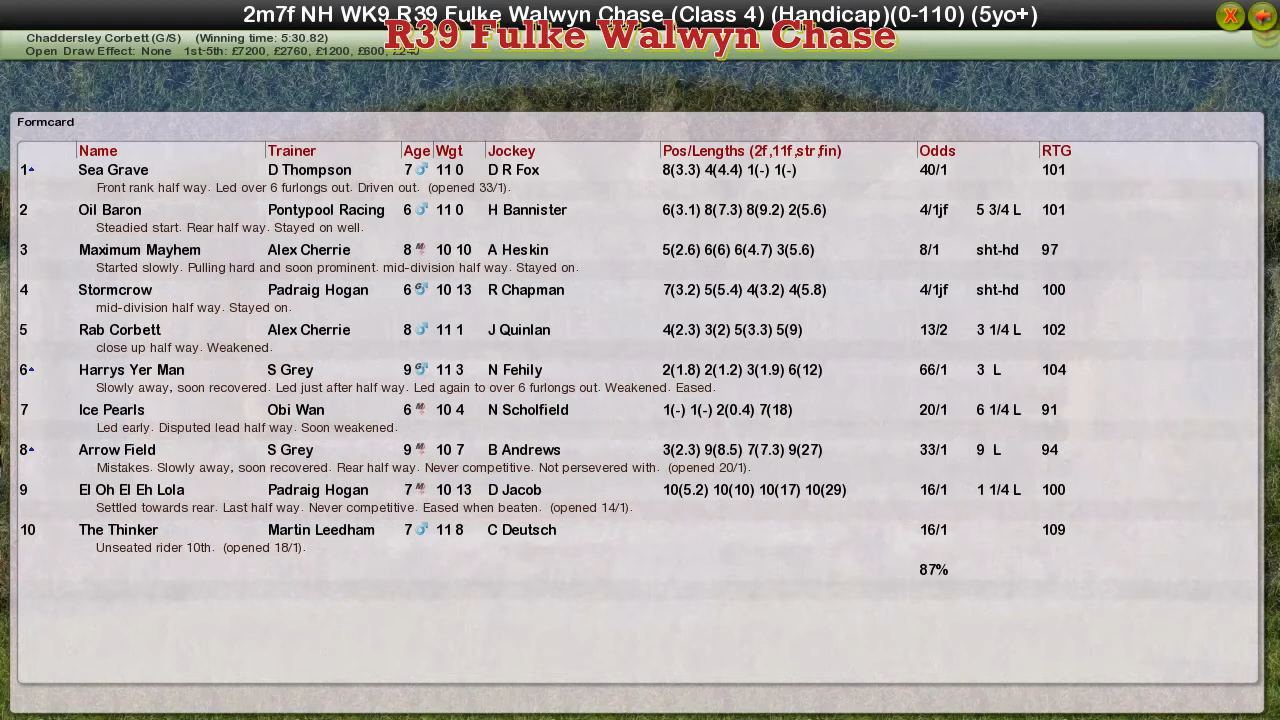 2m7f NH WK9 R39 Fulke Walwyn Chase (Class 4) (Handicap)(0-110) (5yo+)
R39 Fulke Walwyn Chase
Chaddersley Corbett (G/S) (Winning time: 5:30.82)
Open Draw Effect: None 1st-5th: £7200, £2760, £1200, £600, £240
Formcard
Name Trainer Age Wgt Jockey Pos/Lengths (2f,11f,str,fin) Odds RTG
1 Sea Grave D Thompson 7 11 0 D R Fox 8(3.3) 4(4.4) 1(-) 1(-) 40/1 101
Front rank half way. Led over 6 furlongs out. Driven out. (opened 33/1).
2 Oil Baron Pontypool Racing 6 11 0 H Bannister 6(3.1) 8(7.3) 8(9.2) 2(5.6) 4/1jf 5 3/4 L 101
Steadied start. Rear half way. Stayed on well.
3 Maximum Mayhem Alex Cherrie 8 M 10 10 A Heskin 5(2.6) 6(6) 6(4.7) 3(5.6) 8/1 sht-hd 97
Started slowly. Pulling hard and soon prominent. mid-division half way. Stayed on.
4 Stormcrow Padraig Hogan 6 G 10 13 R Chapman 7(3.2) 5(5.4) 4(3.2) 4(5.8) 4/1jf sht-hd 100
mid-division half way. Stayed on.
5 Rab Corbett Alex Cherrie 8 11 1 J Quinlan 4(2.3) 3(2) 5(3.3) 5(9) 13/2 3 1/4 L 102
close up half way. Weakened.
6 Harrys Yer Man S Grey 9 G 11 3 N Fehily 2(1.8) 2(1.2) 3(1.9) 6(12) 66/1 3 L 104
Slowly away, soon recovered. Led just after half way. Led again to over 6 furlongs out. Weakened. Eased.
7 Ice Pearls Obi Wan 6 M 10 4 N Scholfield 1(-) 1(-) 2(0.4) 7(18) 20/1 6 1/4 L 91
Led early. Disputed lead half way. Soon weakened.
8 Arrow Field S Grey 9 M 10 7 B Andrews 3(2.3) 9(8.5) 7(7.3) 9(27) 33/1 9 L 94
Mistakes. Slowly away, soon recovered. Rear half way. Never competitive. Not persevered with. (opened 20/1).
9 El Oh El Eh Lola Padraig Hogan 7 M 10 13 D Jacob 10(5.2) 10(10) 10(17) 10(29) 16/1 1 1/4 L 100
Settled towards rear. Last half way. Never competitive. Eased when beaten. (opened 14/1).
10 The Thinker Martin Leedham 7 11 8 C Deutsch 16/1 109
Unseated rider 10th. (opened 18/1).
87%